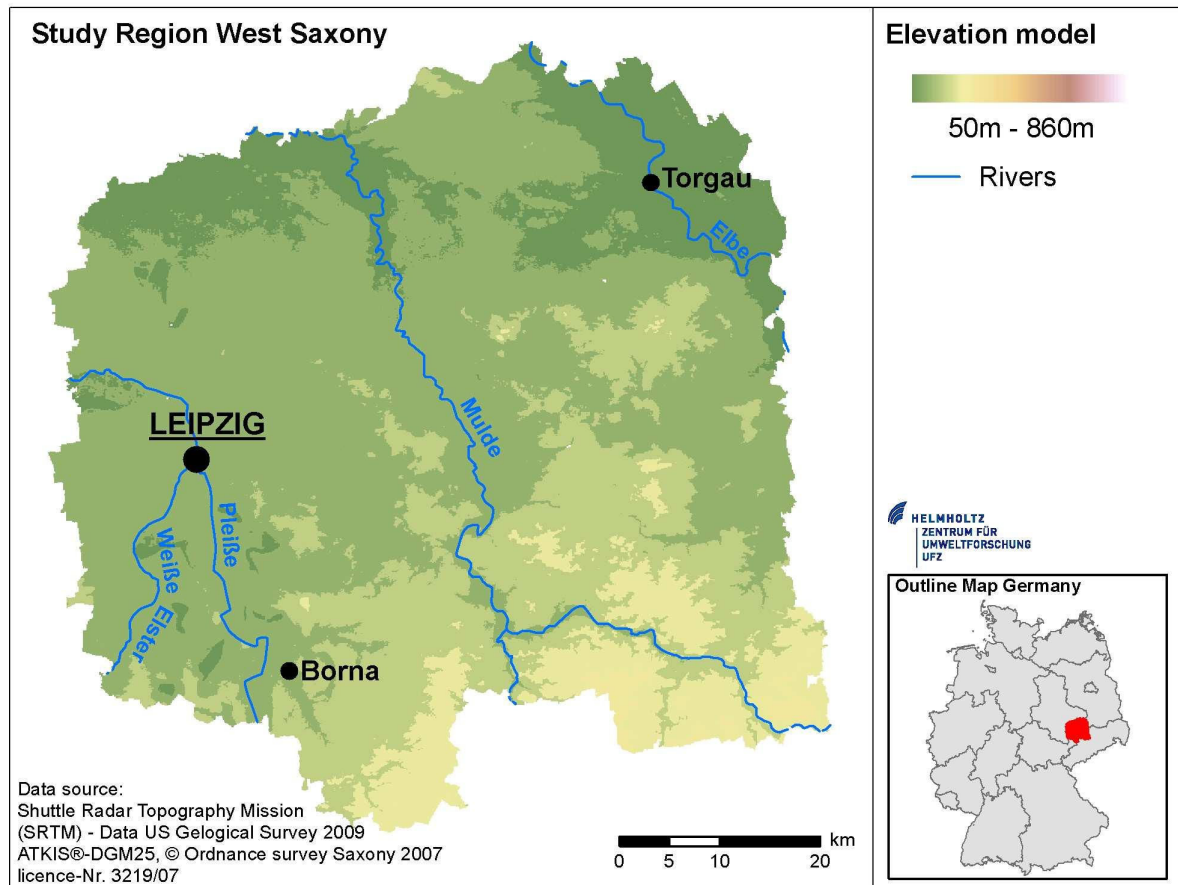 Study Region West Saxony
Torgau
Elbe
LEIPZIG
Mulde
Pleiße
Weiße Elster
Borna
Data source:
Shuttle Radar Topography Mission
(SRTM) - Data US Gelogical Survey 2009
ATKIS®-DGM25, © Ordnance survey Saxony 2007
licence-Nr. 3219/07
km
0 5 10 20
Elevation model
50m - 860m
Rivers
HELMHOLTZ
ZENTRUM FÜR
UMWELTFORSCHUNG
UFZ
Outline Map Germany